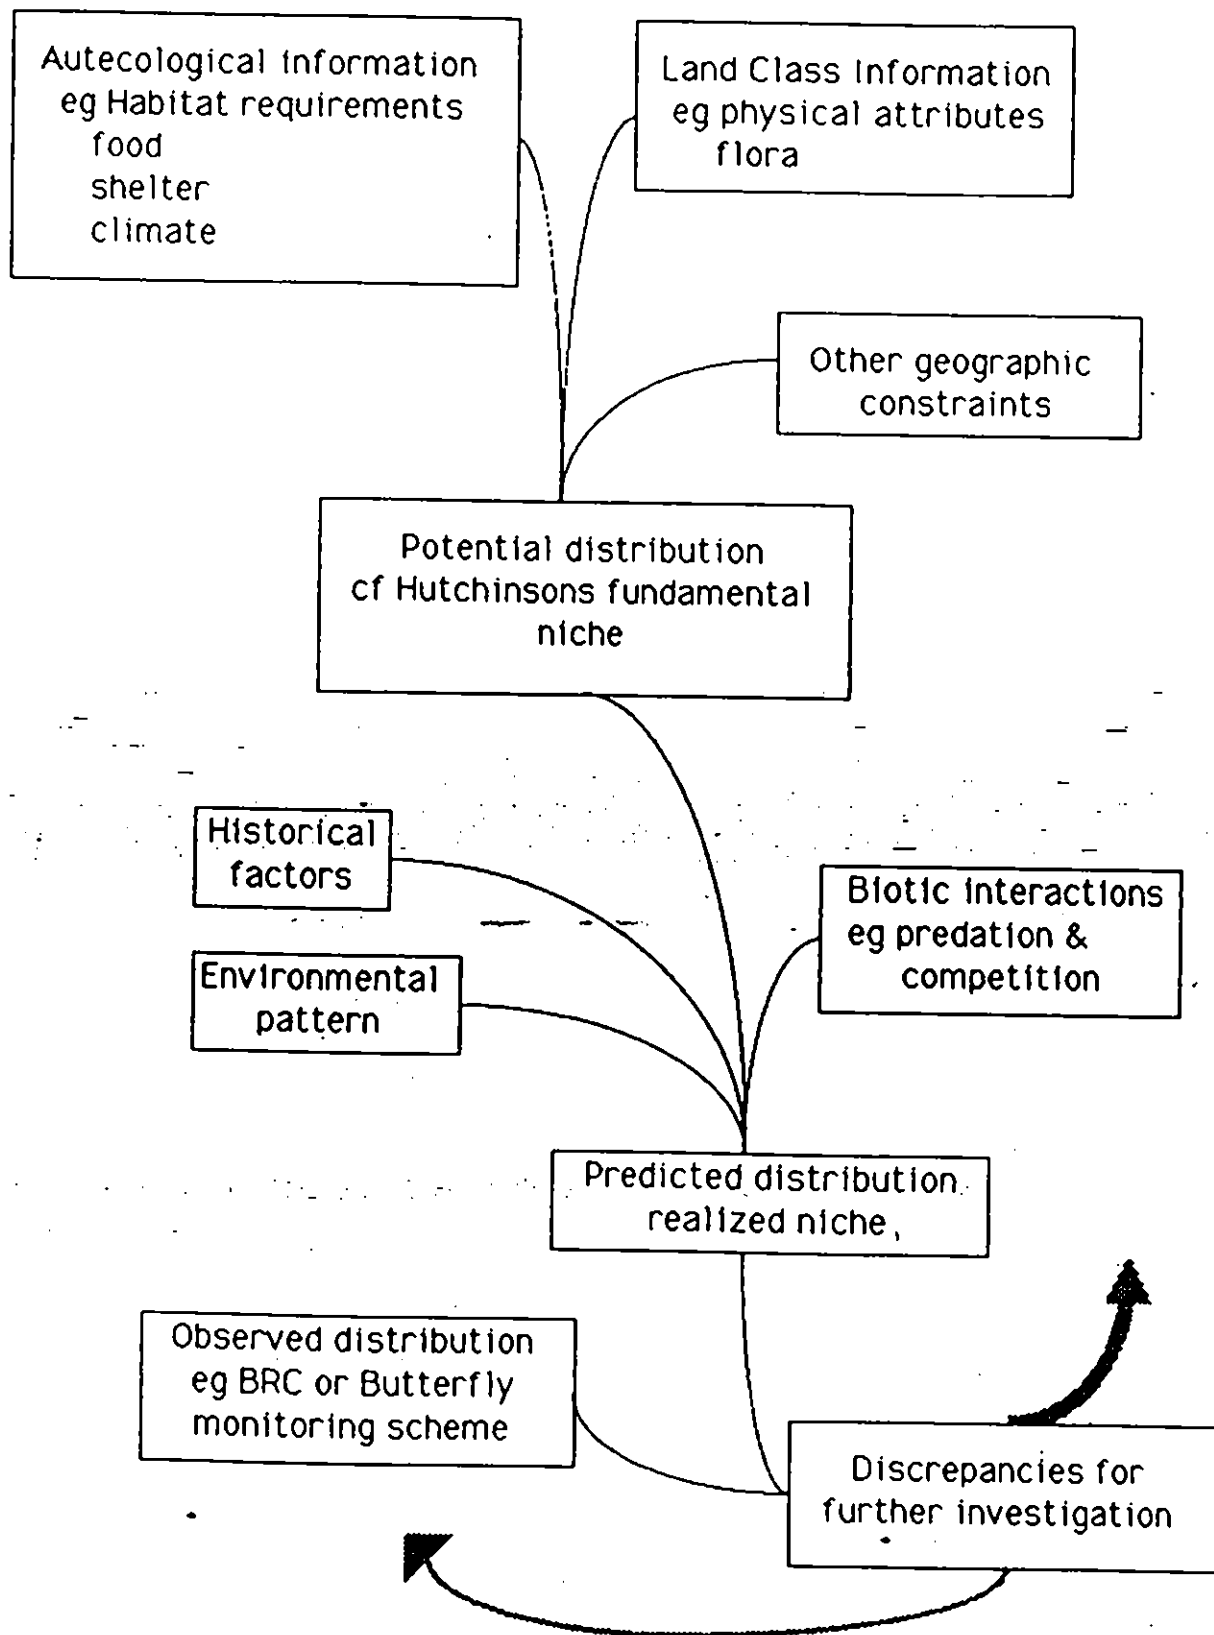 Autecological Information
eg Habitat requirements
food
shelter
climate
Land Class Information
eg physical attributes
flora
Other geographic
constraints
Potential distribution
cf Hutchinsons fundamental
niche
Historical
factors
Environmental
pattern
Biotic interactions
eg predation &
competition
Predicted distribution
realized niche
Observed distribution
eg BRC or Butterfly
monitoring scheme
Discrepancies for
further investigation